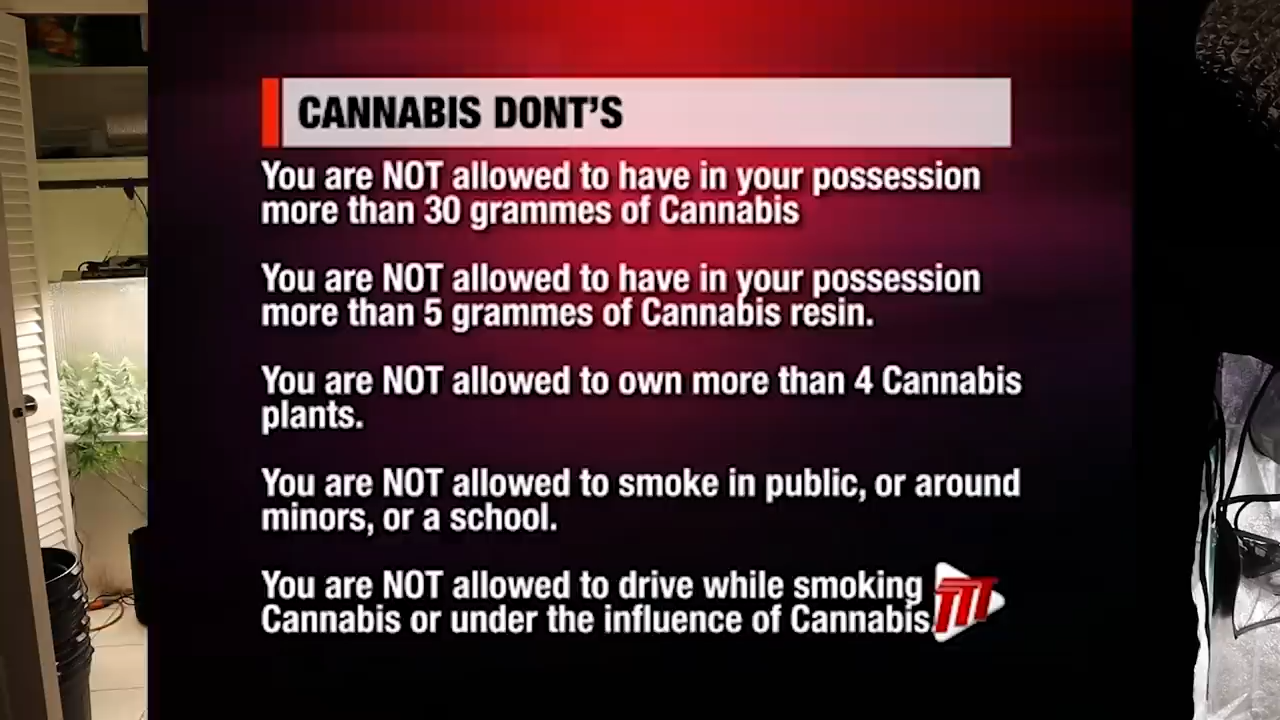 CANNABIS DONT'S
You are NOT allowed to have in your possession
more than 30 grammes of Cannabis
You are NOT allowed to have in your possession
more than 5 grammes of Cannabis resin.
You are NOT allowed to own more than 4 Cannabis
plants.
You are NOT allowed to smoke in public, or around
minors, or a school.
You are NOT allowed to drive while smoking
Cannabis or under the influence of Cannabis.